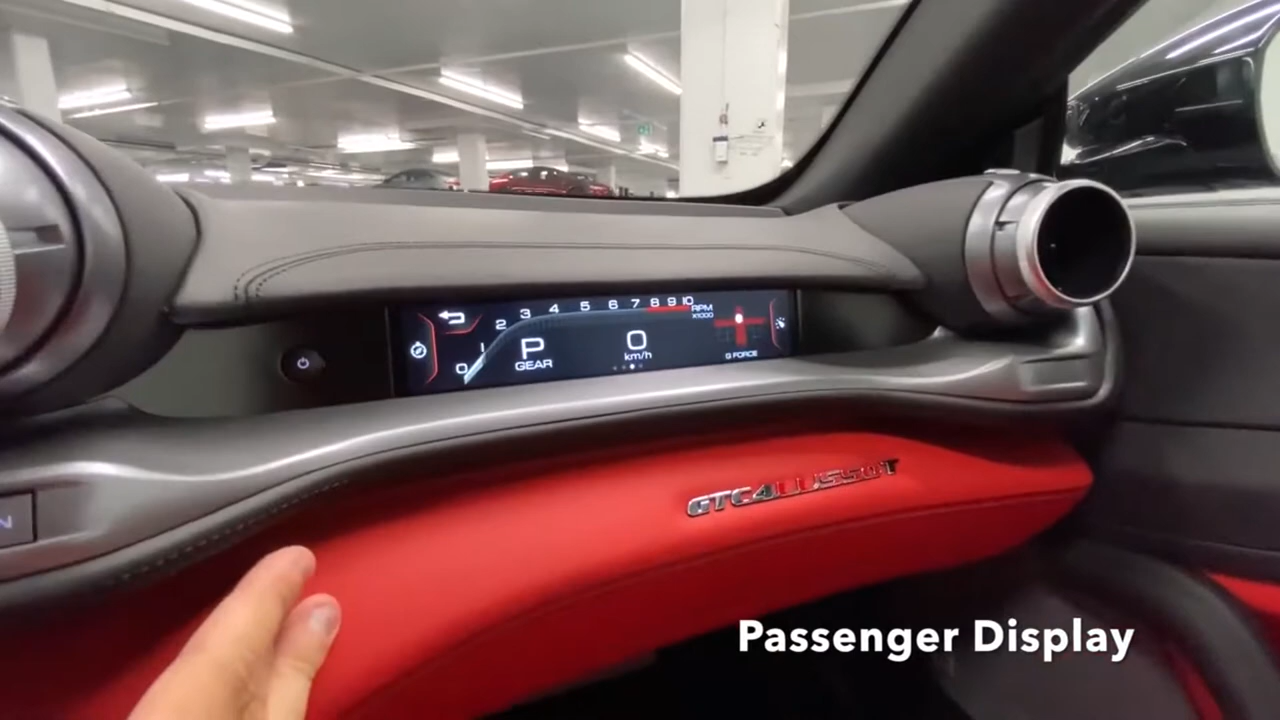 0 1 2 3 4 5 6 7 8 9 10
RPM
x1000
P
GEAR
0
km/h
G FORCE
GTC4LUSSOT
N
Passenger Display